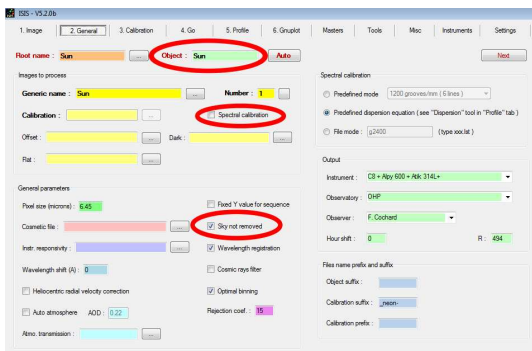 ISIS - V5.2.0b
1. Image 2. General 3. Calibration 4. Go 5. Profile 6. Gnuplot Masters Tools Misc Instruments Settings
Root name : Sun ... Object : Sun Auto Next
Images to process
Generic name : Sun ... Number : 1
Calibration : ... Spectral calibration
Offset : ... Dark : ...
Flat : ...
Spectral calibration
Predefined mode 1200 grooves/mm ( 6 lines )
Predefined dispersion equation ( see "Dispersion" tool in "Profile" tab )
File mode : g2400 (type xxx.lat )
Output
Instrument : C8 + Alpy 600 + Atik 314L+
Observatory : OHP
Observer : F. Cochard
Hour shift : 0 R : 494
General parameters
Pixel size (microns) : 6.45 Fixed Y value for sequence
Cosmetic file : ... Sky not removed
Instr. responsivity : ... Wavelength registration
Wavelength shift (A) : 0 Cosmic rays filter
Heliocentric radial velocity correction Optimal binning
Auto atmosphere AOD : 0.22 Rejection coef. : 15
Atmo. transmission : ...
Files name prefix and suffix
Object suffix :
Calibration suffix : _neon-
Calibration prefix :